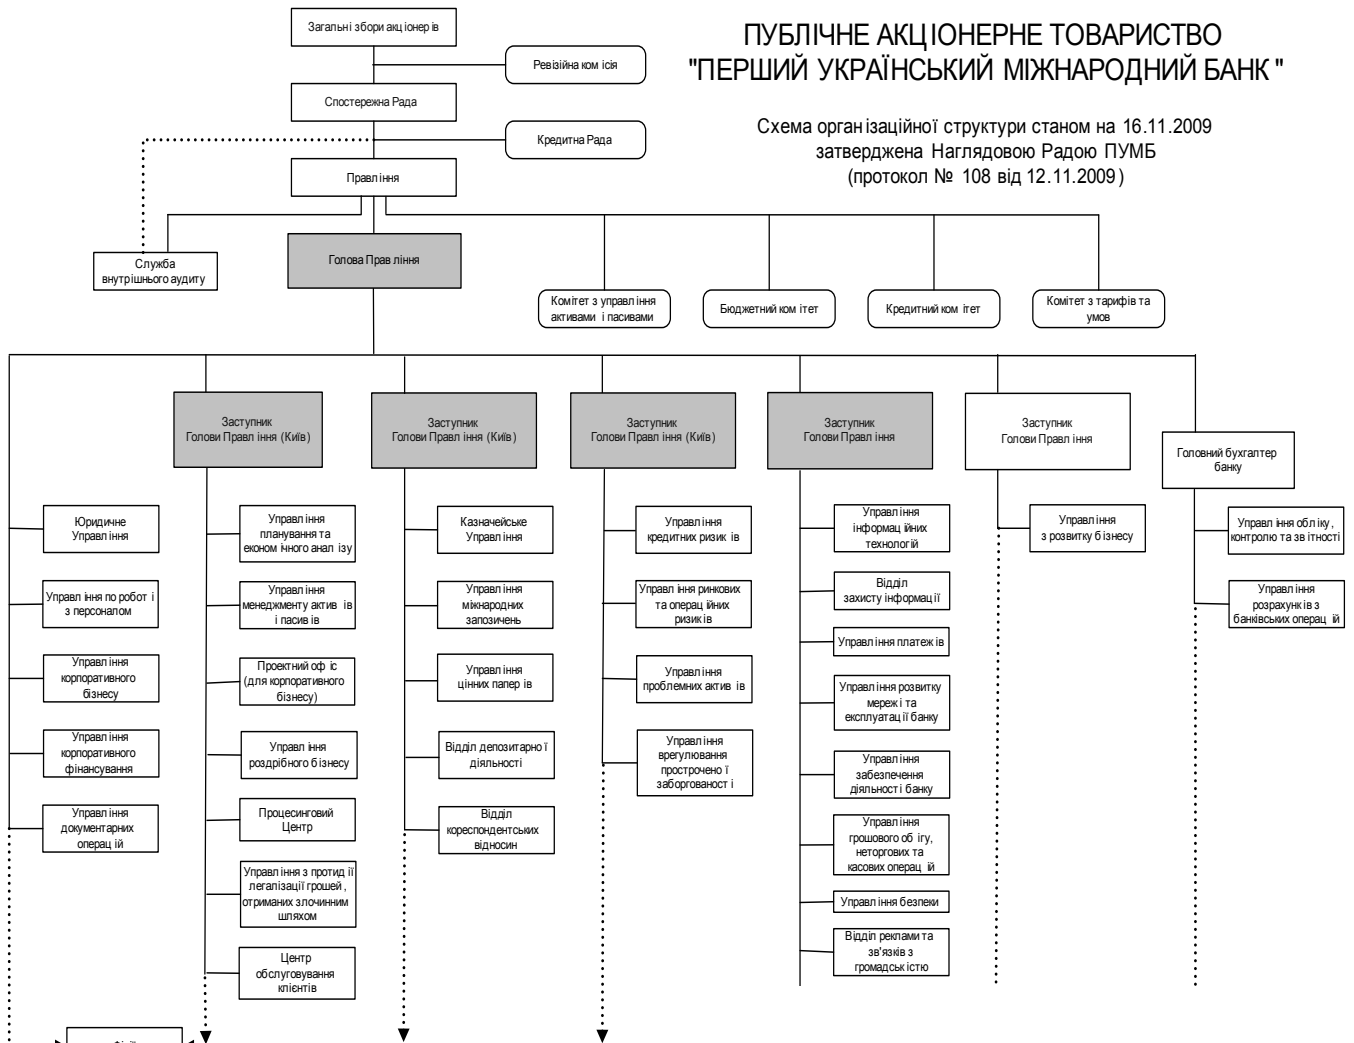 Загальні збори акціонерів
ПУБЛІЧНЕ АКЦІОНЕРНЕ ТОВАРИСТВО
"ПЕРШИЙ УКРАЇНСЬКИЙ МІЖНАРОДНИЙ БАНК"
Ревізійна комісія
Спостережна Рада
Схема організаційної структури станом на 16.11.2009
затверджена Наглядовою Радою ПУМБ
(протокол № 108 від 12.11.2009)
Кредитна Рада
Правління
Служба
внутрішнього аудиту
Голова Правління
Комітет з управління
активами і пасивами
Бюджетний комітет
Кредитний комітет
Комітет з тарифів та
умов
Заступник
Голови Правління (Київ)
Заступник
Голови Правління (Київ)
Заступник
Голови Правління (Київ)
Заступник
Голови Правління
Заступник
Голови Правління
Головний бухгалтер
банку
Юридичне
Управління
Управління по роботі
з персоналом
Управління
корпоративного
бізнесу
Управління
корпоративного
фінансування
Управління
документарних
операцій
Управління
планування та
економічного аналізу
Управління
менеджменту активів
і пасивів
Проектний офіс
(для корпоративного
бізнесу)
Управління
роздрібного бізнесу
Процесинговий
Центр
Управління з протидії
легалізації грошей,
отриманих злочинним
шляхом
Центр
обслуговування
клієнтів
Казначейське
Управління
Управління
міжнародних
запозичень
Управління
цінних паперів
Відділ депозитарної
діяльності
Відділ
кореспондентських
відносин
Управління
кредитних ризиків
Управління ринкових
та операційних
ризиків
Управління
проблемних активів
Управління
врегулювання
простроченої
заборгованості
Управління
інформаційних
технологій
Відділ
захисту інформації
Управління платежів
Управління розвитку
мережі та
експлуатації банку
Управління
забезпечення
діяльності банку
Управління
грошового обігу,
неторгових та
касових операцій
Управління безпеки
Відділ реклами та
зв'язків з
громадськістю
Управління
з розвитку бізнесу
Управління обліку,
контролю та звітності
Управління
розрахунків з
банківських операцій